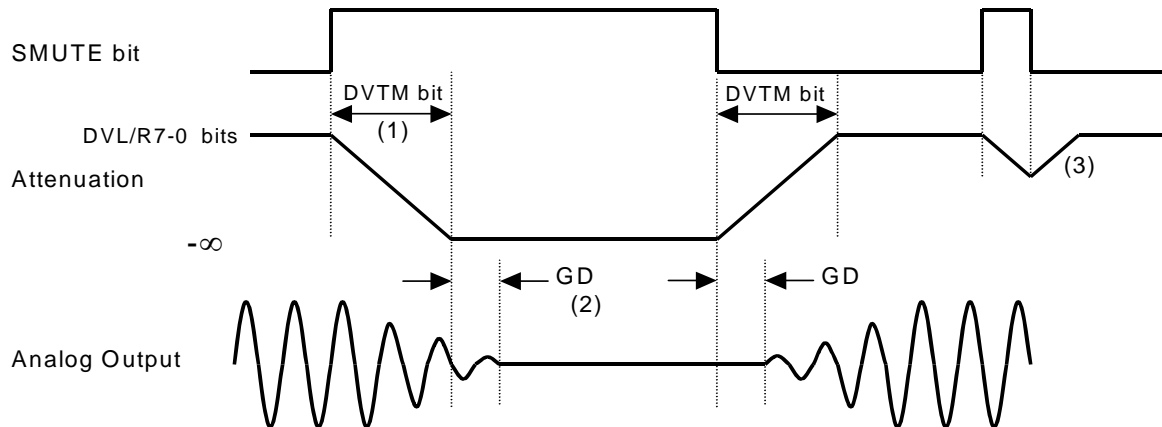 SMUTE bit
DVTM bit
DVTM bit
(1)
DVL/R7-0 bits
Attenuation
(3)
-∞
GD
GD
(2)
Analog Output